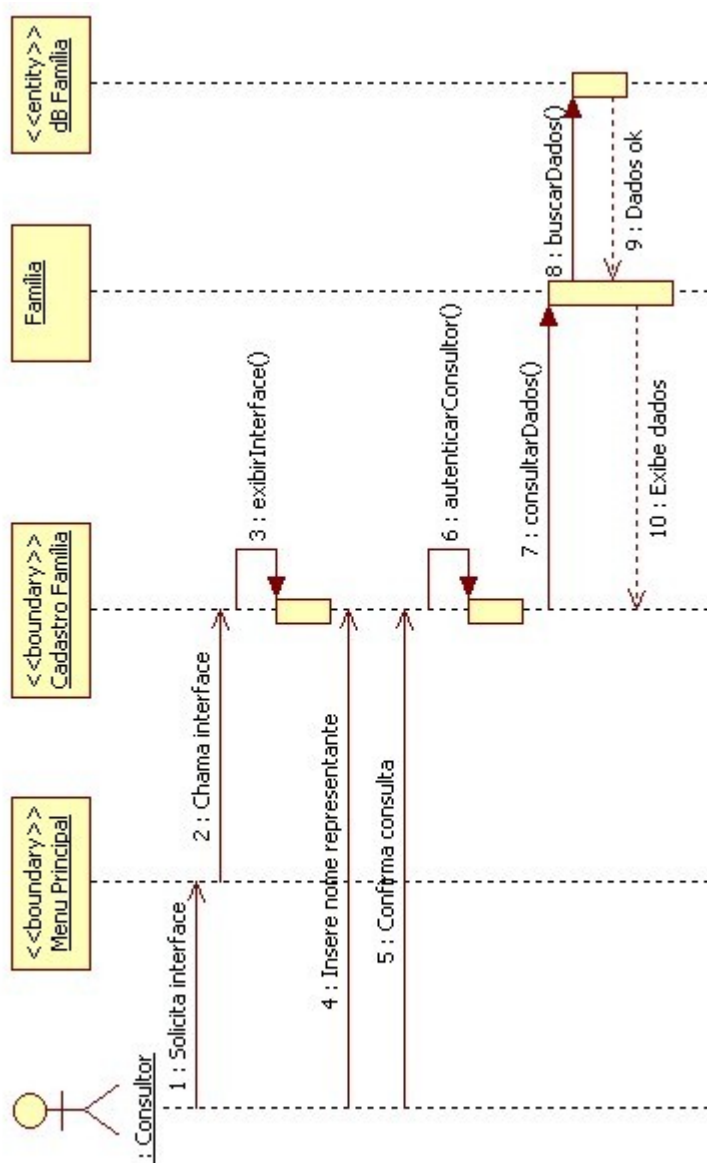 : Consultor
<<boundary>>
Menu Principal
<<boundary>>
Cadastro Família
Família
<<entity>>
dB Família
1 : Solicita interface
2 : Chama interface
3 : exibirInterface()
4 : Insere nome representante
5 : Confirma consulta
6 : autenticarConsultor()
7 : consultarDados()
8 : buscarDados()
9 : Dados ok
10 : Exibe dados